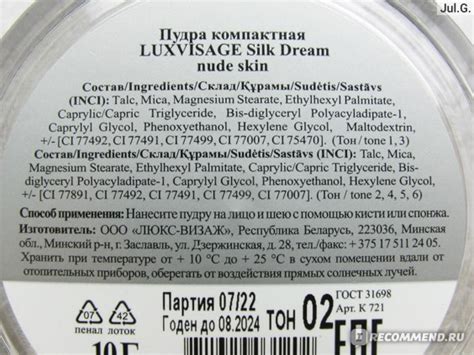 Jul.G.
Пудра компактная
LUXVISAGE Silk Dream
nude skin
Состав/Ingredients/Склад/Құрамы/Sudėtis/Sastāvs
(INCI): Talc, Mica, Magnesium Stearate, Ethylhexyl Palmitate,
Caprylic/Capric Triglyceride, Bis-diglyceryl Polyacyladipate-1,
Caprylyl Glycol, Phenoxyethanol, Hexylene Glycol, Maltodextrin,
+/- [CI 77492, CI 77491, CI 77499, CI 77007, CI 75470]. (Тон / tone 1, 3)
Состав/Ingredients/Склад/Құрамы/Sudėtis/Sastāvs (INCI): Talc, Mica,
Magnesium Stearate, Ethylhexyl Palmitate, Caprylic/Capric Triglyceride, Bis-
diglyceryl Polyacyladipate-1, Caprylyl Glycol, Phenoxyethanol, Hexylene Glycol,
+/- [CI 77891, CI 77492, CI 77491, CI 77499, CI 77007]. (Тон / tone 2, 4, 5, 6)
Способ применения: Нанесите пудру на лицо и шею с помощью кисти или спонжа.
Изготовитель: ООО «ЛЮКС-ВИЗАЖ», Республика Беларусь, 223036, Минская
обл., Минский р-н, г. Заславль, ул. Дзержинская, д. 28, тел./факс: + 375 17 511 24 05.
Хранить при температуре от + 10 °С до + 25 °С в сухом помещении вдали от
отопительных приборов. Оберегать от воздействия прямых солнечных лучей.
07 42
пенал лоток
Партия 07/22
Годен до 08.2024
ТОН 02
ГОСТ 31698
Арт. К 721
10Г
EAC
IRECOMMEND.RU